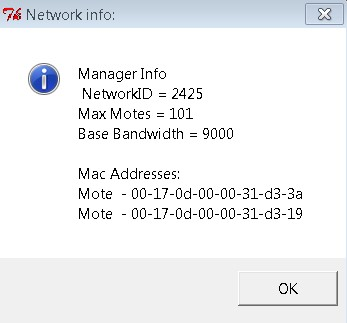 Network info:
Manager Info
NetworkID = 2425
Max Motes = 101
Base Bandwidth = 9000
Mac Addresses:
Mote - 00-17-0d-00-00-31-d3-3a
Mote - 00-17-0d-00-00-31-d3-19
OK